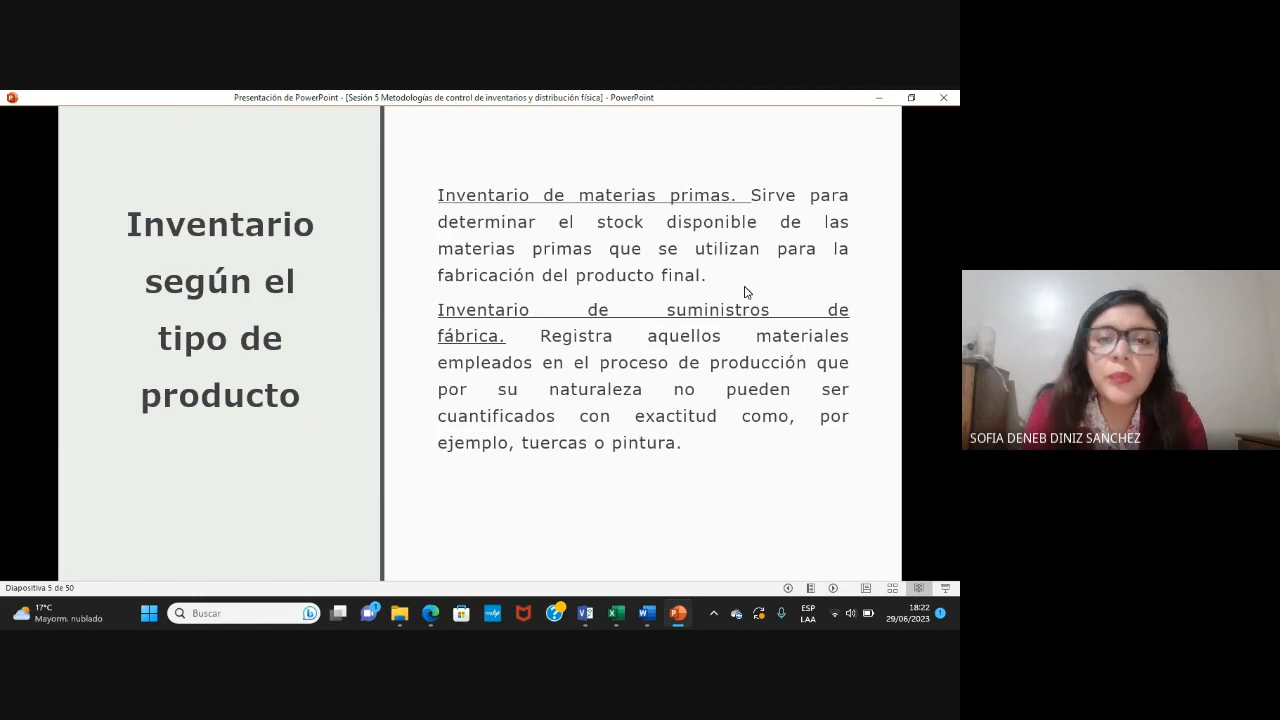 Presentación de PowerPoint - [Sesión 5 Metodologías de control de inventarios y distribución física] - PowerPoint
Inventario
según el
tipo de
producto
Inventario de materias primas. Sirve para
determinar el stock disponible de las
materias primas que se utilizan para la
fabricación del producto final.
Inventario de suministros de
fábrica. Registra aquellos materiales
empleados en el proceso de producción que
por su naturaleza no pueden ser
cuantificados con exactitud como, por
ejemplo, tuercas o pintura.
SOFIA DENEB DINIZ SANCHEZ
Diapositiva 5 de 50
17°C
Mayorm. nublado
Buscar
ESP
LAA
18:22
29/06/2023